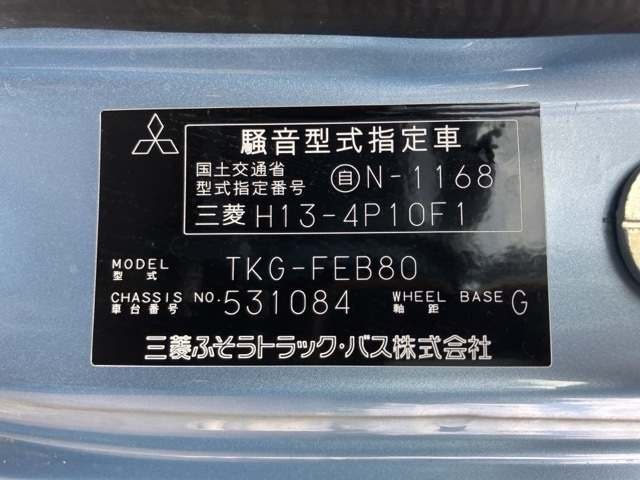 騒音型式指定車
国土交通省
型式指定番号 ㊐N-1168
三菱 H13-4P10F1
MODEL
型式 TKG-FEB80
CHASSIS NO.
車台番号 531084
WHEEL BASE
軸距 G
三菱ふそうトラック・バス株式会社